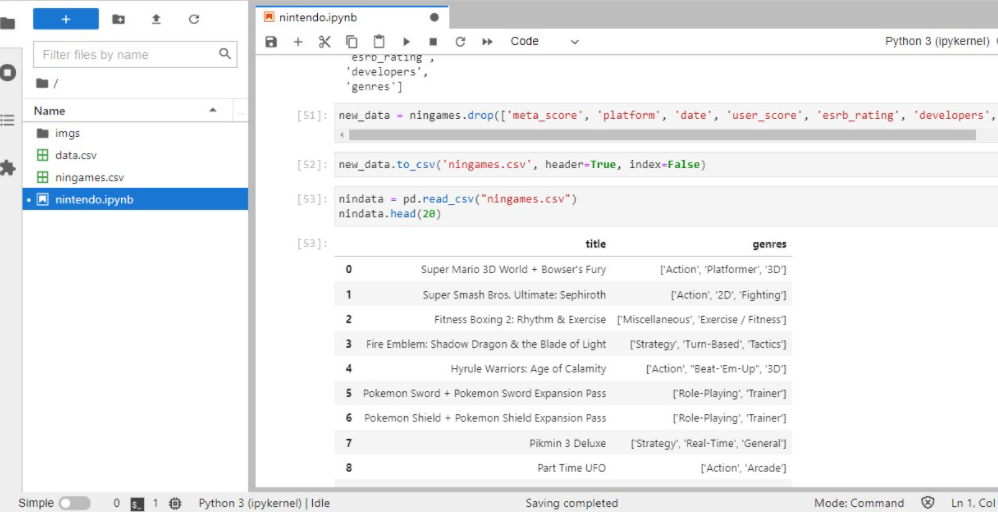 nintendo.ipynb
Filter files by name
/
Name
imgs
data.csv
ningames.csv
nintendo.ipynb
Code
Python 3 (ipykernel)
'esrb_rating',
'developers',
'genres']
[51]: new_data = ningames.drop(['meta_score', 'platform', 'date', 'user_score', 'esrb_rating', 'developers',
[52]: new_data.to_csv('ningames.csv', header=True, index=False)
[53]: nindata = pd.read_csv("ningames.csv")
nindata.head(20)
[53]: title genres
0 Super Mario 3D World + Bowser's Fury ['Action', 'Platformer', '3D']
1 Super Smash Bros. Ultimate: Sephiroth ['Action', '2D', 'Fighting']
2 Fitness Boxing 2: Rhythm & Exercise ['Miscellaneous', 'Exercise / Fitness']
3 Fire Emblem: Shadow Dragon & the Blade of Light ['Strategy', 'Turn-Based', 'Tactics']
4 Hyrule Warriors: Age of Calamity ['Action', "Beat-'Em-Up", '3D']
5 Pokemon Sword + Pokemon Sword Expansion Pass ['Role-Playing', 'Trainer']
6 Pokemon Shield + Pokemon Shield Expansion Pass ['Role-Playing', 'Trainer']
7 Pikmin 3 Deluxe ['Strategy', 'Real-Time', 'General']
8 Part Time UFO ['Action', 'Arcade']
Simple 0 $_ 1 Python 3 (ipykernel) | Idle Saving completed Mode: Command Ln 1, Col